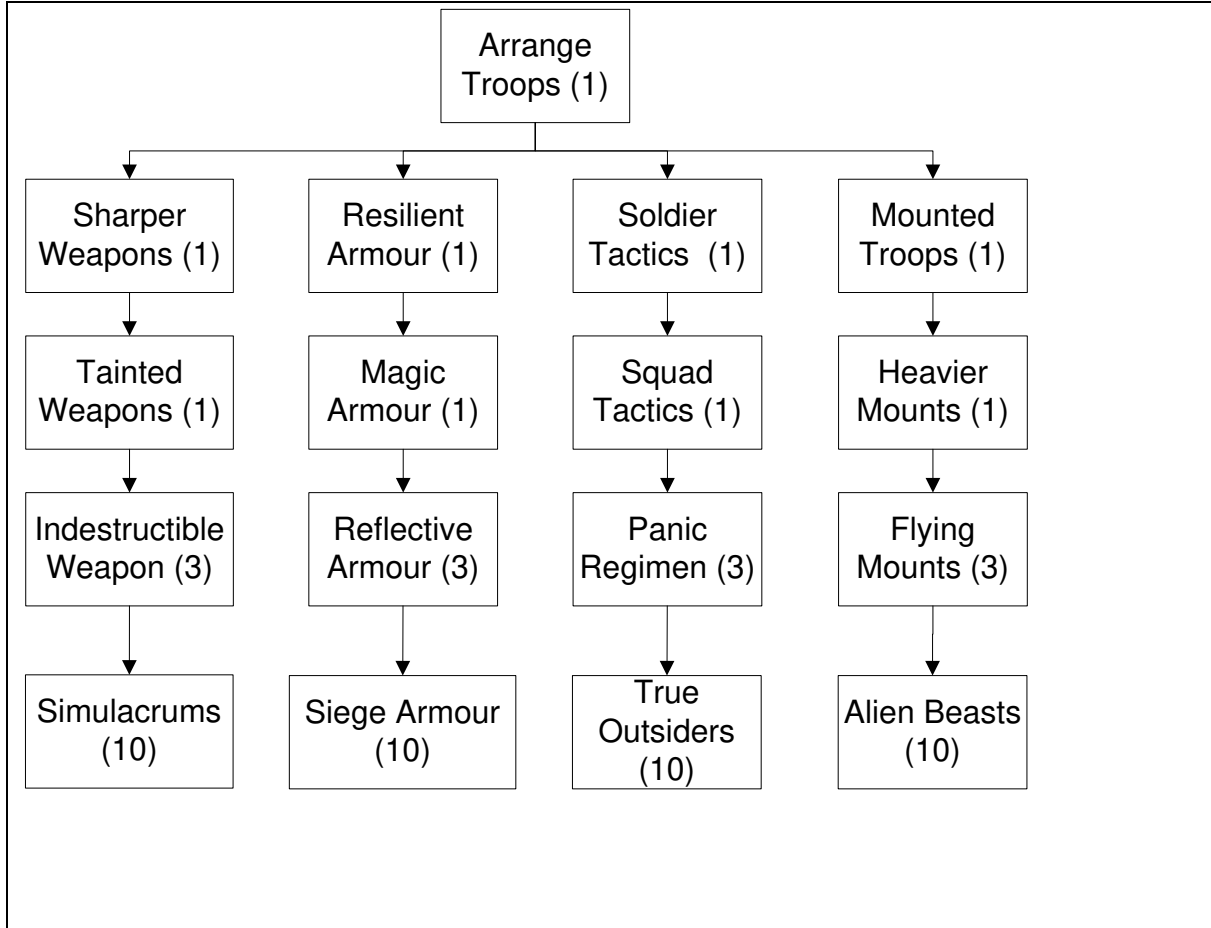 Arrange
Troops (1)
Sharper
Weapons (1)
Resilient
Armour (1)
Soldier
Tactics (1)
Mounted
Troops (1)
Tainted
Weapons (1)
Magic
Armour (1)
Squad
Tactics (1)
Heavier
Mounts (1)
Indestructible
Weapon (3)
Reflective
Armour (3)
Panic
Regimen (3)
Flying
Mounts (3)
Simulacrums
(10)
Siege Armour
(10)
True
Outsiders
(10)
Alien Beasts
(10)